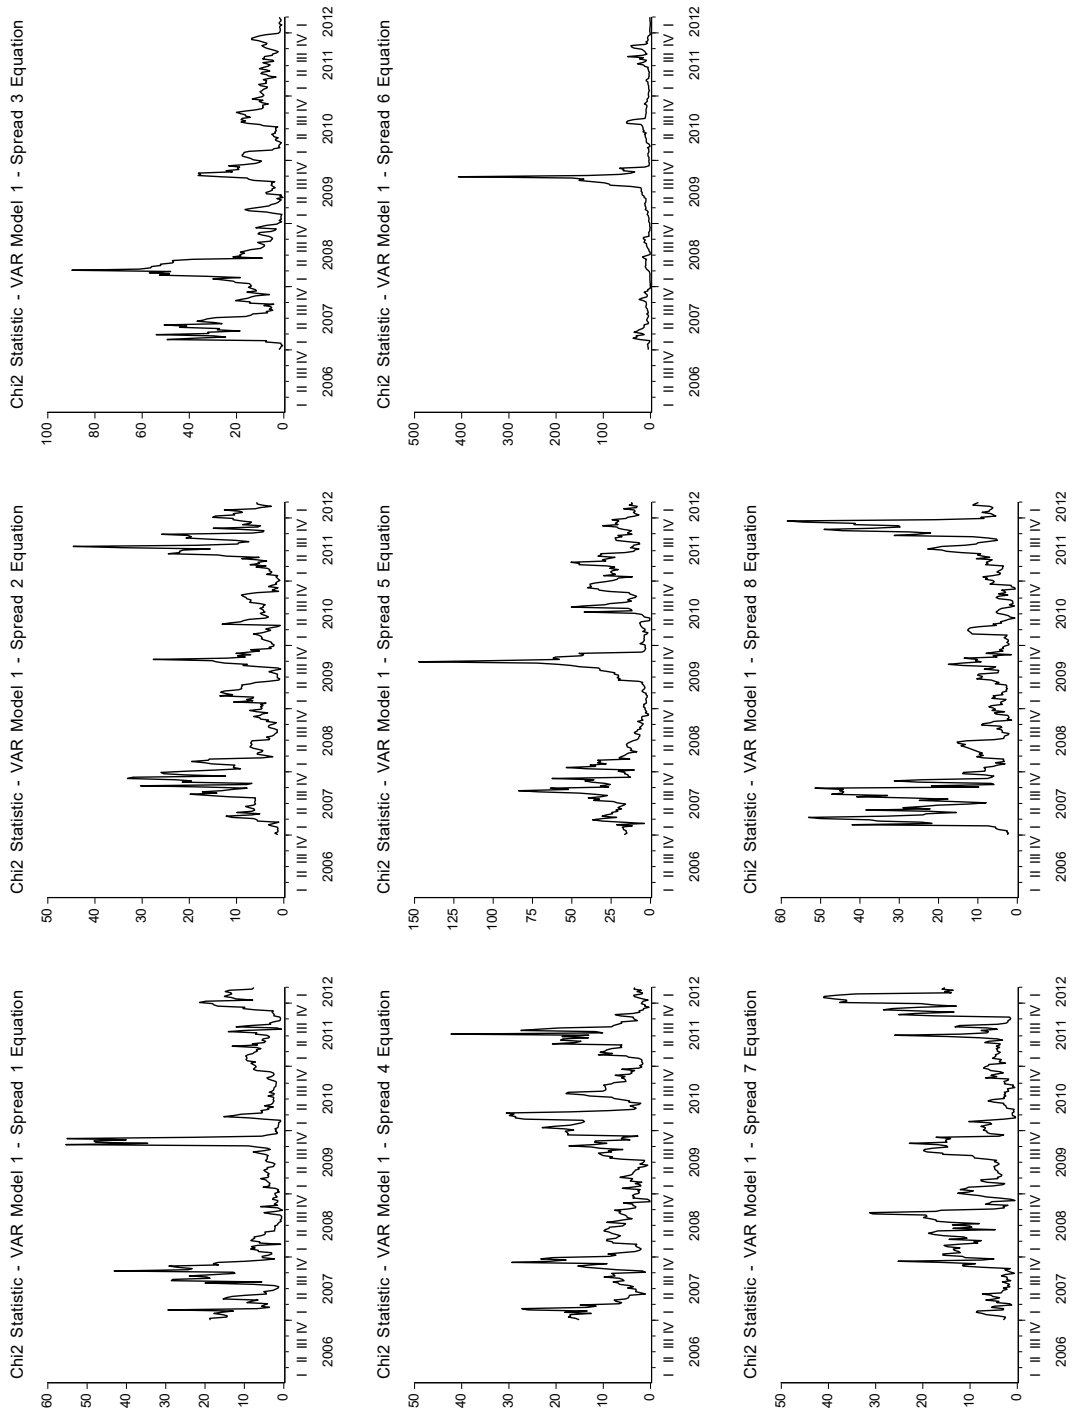 Chi2 Statistic - VAR Model 1 - Spread 1 Equation
60
50
40
30
20
10
0
I II III IV I II III IV I II III IV I II III IV I II III IV I II III IV I
2006 2007 2008 2009 2010 2011 2012
Chi2 Statistic - VAR Model 1 - Spread 2 Equation
50
40
30
20
10
0
I II III IV I II III IV I II III IV I II III IV I II III IV I II III IV I
2006 2007 2008 2009 2010 2011 2012
Chi2 Statistic - VAR Model 1 - Spread 3 Equation
100
80
60
40
20
0
I II III IV I II III IV I II III IV I II III IV I II III IV I II III IV I
2006 2007 2008 2009 2010 2011 2012
Chi2 Statistic - VAR Model 1 - Spread 4 Equation
50
40
30
20
10
0
I II III IV I II III IV I II III IV I II III IV I II III IV I II III IV I
2006 2007 2008 2009 2010 2011 2012
Chi2 Statistic - VAR Model 1 - Spread 5 Equation
150
125
100
75
50
25
0
I II III IV I II III IV I II III IV I II III IV I II III IV I II III IV I
2006 2007 2008 2009 2010 2011 2012
Chi2 Statistic - VAR Model 1 - Spread 6 Equation
500
400
300
200
100
0
I II III IV I II III IV I II III IV I II III IV I II III IV I II III IV I
2006 2007 2008 2009 2010 2011 2012
Chi2 Statistic - VAR Model 1 - Spread 7 Equation
50
40
30
20
10
0
I II III IV I II III IV I II III IV I II III IV I II III IV I II III IV I
2006 2007 2008 2009 2010 2011 2012
Chi2 Statistic - VAR Model 1 - Spread 8 Equation
60
50
40
30
20
10
0
I II III IV I II III IV I II III IV I II III IV I II III IV I II III IV I
2006 2007 2008 2009 2010 2011 2012